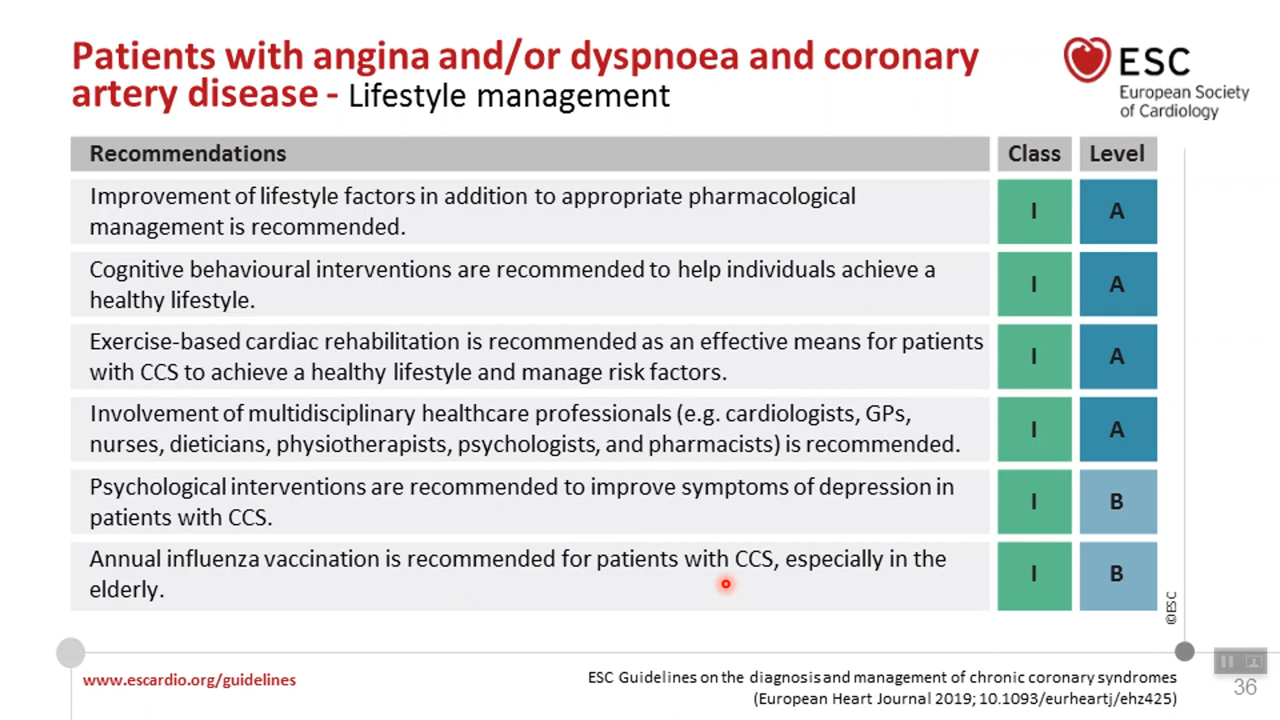 Patients with angina and/or dyspnoea and coronary
artery disease - Lifestyle management
ESC
European Society
of Cardiology
Recommendations Class Level
Improvement of lifestyle factors in addition to appropriate pharmacological
management is recommended.
I A
Cognitive behavioural interventions are recommended to help individuals achieve a
healthy lifestyle.
I A
Exercise-based cardiac rehabilitation is recommended as an effective means for patients
with CCS to achieve a healthy lifestyle and manage risk factors.
I A
Involvement of multidisciplinary healthcare professionals (e.g. cardiologists, GPs,
nurses, dieticians, physiotherapists, psychologists, and pharmacists) is recommended.
I A
Psychological interventions are recommended to improve symptoms of depression in
patients with CCS.
I B
Annual influenza vaccination is recommended for patients with CCS, especially in the
elderly.
I B
©ESC
www.escardio.org/guidelines
ESC Guidelines on the diagnosis and management of chronic coronary syndromes
(European Heart Journal 2019; 10.1093/eurheartj/ehz425)
36